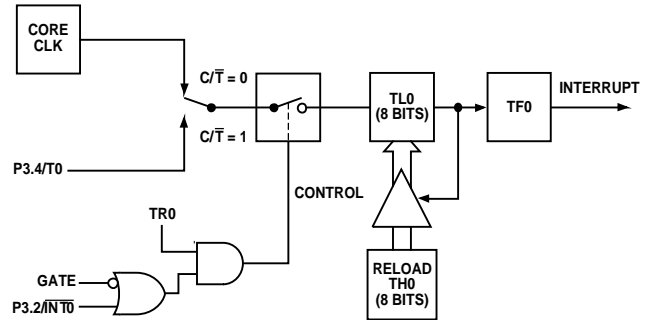 CORE
CLK
C/T̅ = 0
C/T̅ = 1
P3.4/T0
TL0
(8 BITS)
TF0
INTERRUPT
CONTROL
TR0
GATE
P3.2/I̅N̅T̅0̅
RELOAD
TH0
(8 BITS)